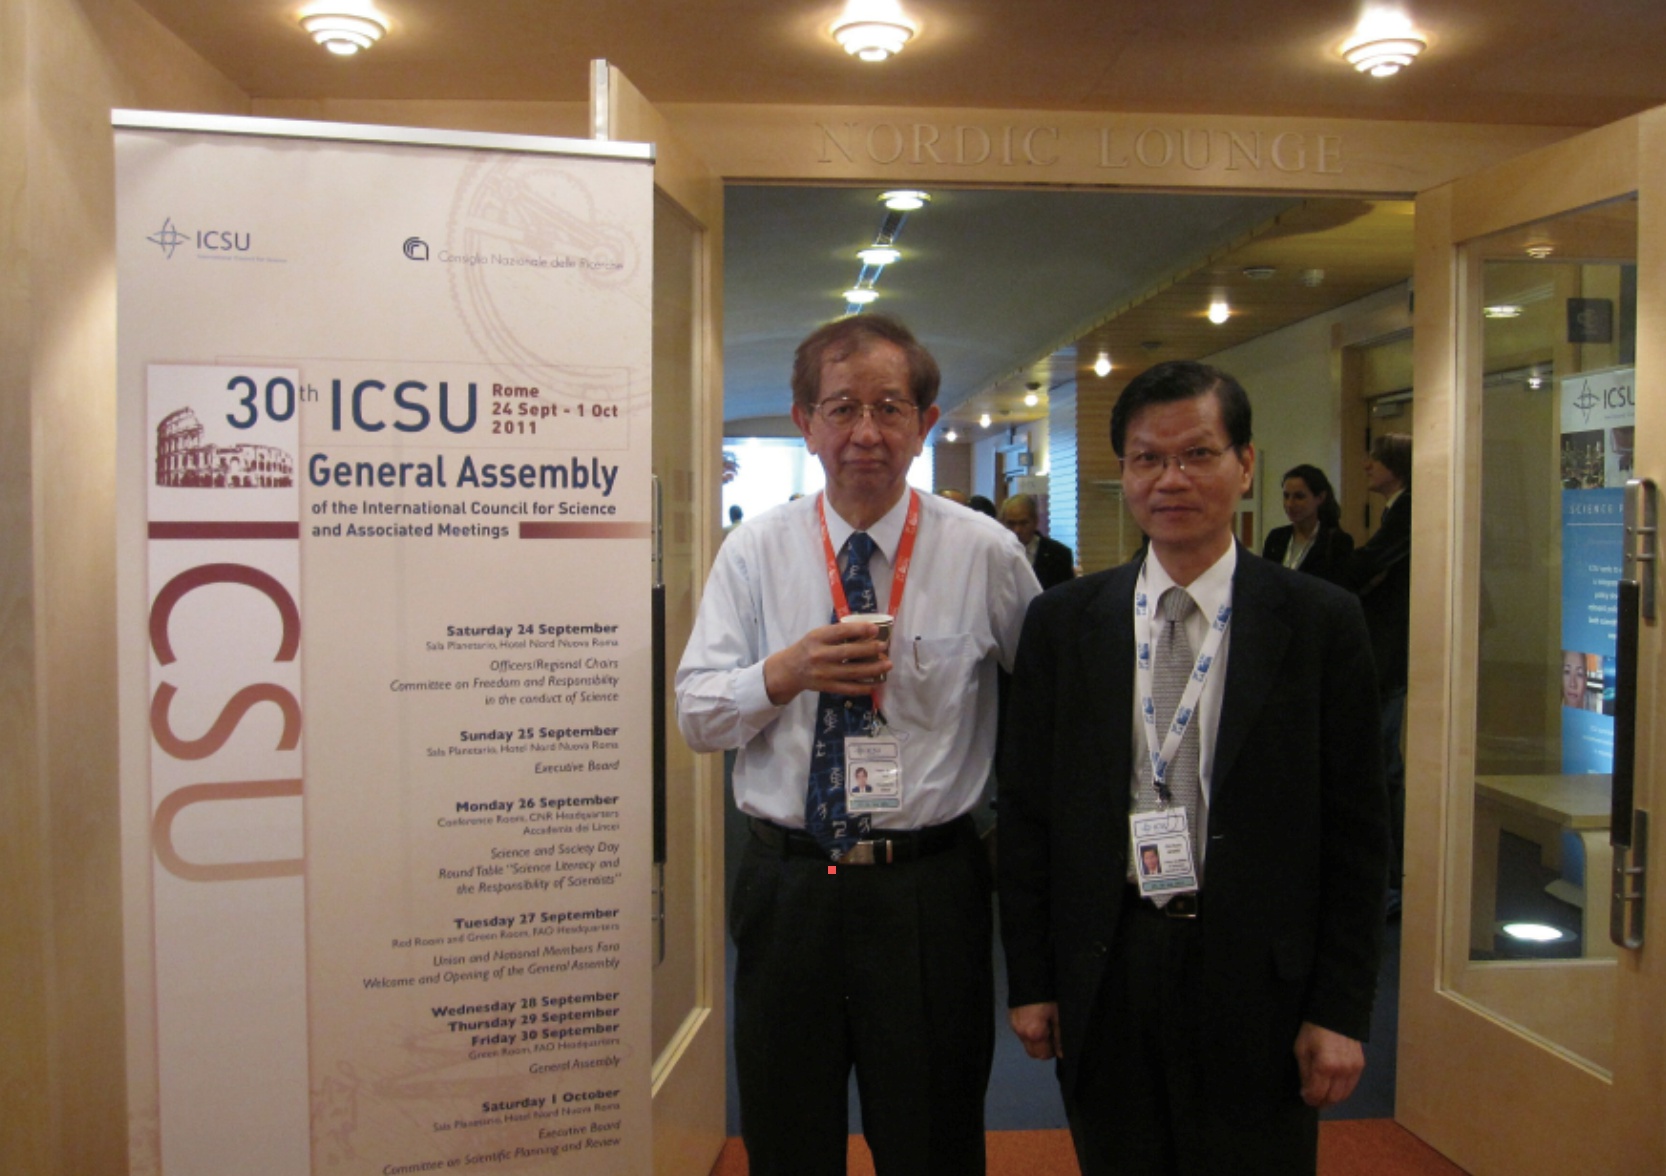 NORDIC LOUNGE
ICSU
International Council for Science
Consiglio Nazionale delle Ricerche
30th ICSU
Rome
24 Sept - 1 Oct
2011
General Assembly
of the International Council for Science
and Associated Meetings
ICSU
Saturday 24 September
Sala Planetario, Hotel Nord Nuova Roma
Officers/Regional Chairs
Committee on Freedom and Responsibility
in the conduct of Science
Sunday 25 September
Sala Planetario, Hotel Nord Nuova Roma
Executive Board
Monday 26 September
Conference Room, CNR Headquarters
Accademia dei Lincei
Science and Society Day
Round Table "Science Literacy and
the Responsibility of Scientists"
Tuesday 27 September
Red Room and Green Room, FAO Headquarters
Union and National Members Fora
Welcome and Opening of the General Assembly
Wednesday 28 September
Thursday 29 September
Friday 30 September
Green Room, FAO Headquarters
General Assembly
Saturday 1 October
Sala Planetario, Hotel Nord Nuova Roma
Executive Board
Committee on Scientific Planning and Review
ICSU
SCIENCE